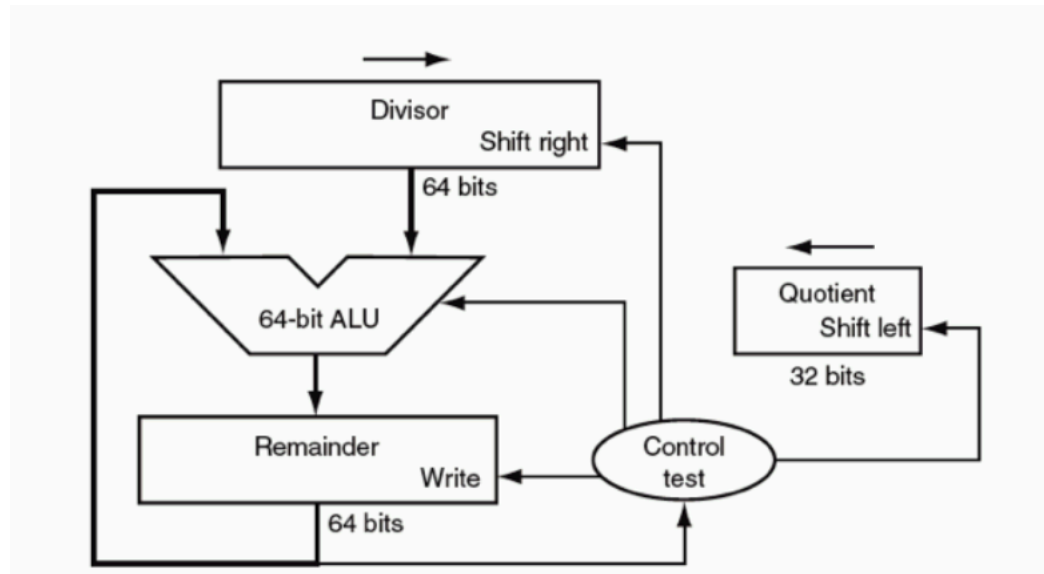 Divisor
Shift right
64 bits
64-bit ALU
Quotient
Shift left
32 bits
Remainder
Write
64 bits
Control
test